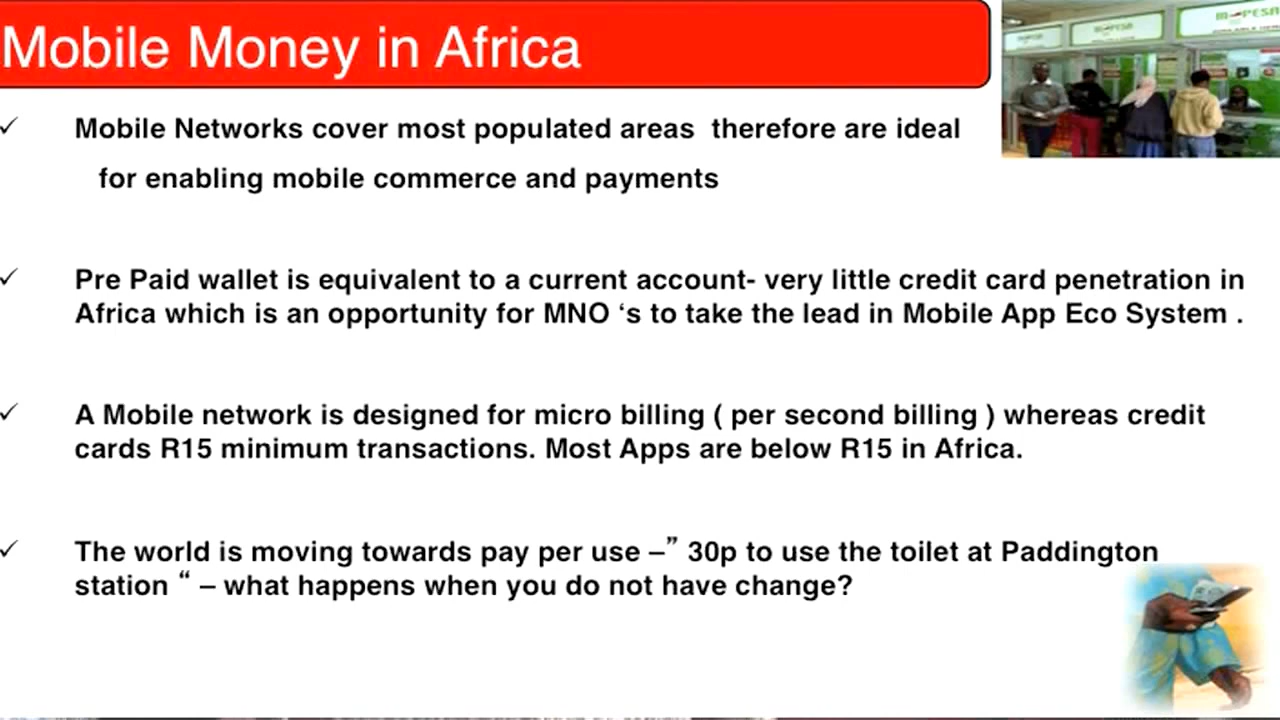 Mobile Money in Africa
M-PESA
M-PESA
M-PESA
✓ Mobile Networks cover most populated areas  therefore are ideal
for enabling mobile commerce and payments
✓ Pre Paid wallet is equivalent to a current account- very little credit card penetration in
Africa which is an opportunity for MNO ‘s to take the lead in Mobile App Eco System .
✓ A Mobile network is designed for micro billing ( per second billing ) whereas credit
cards R15 minimum transactions. Most Apps are below R15 in Africa.
✓ The world is moving towards pay per use –” 30p to use the toilet at Paddington
station “ – what happens when you do not have change?